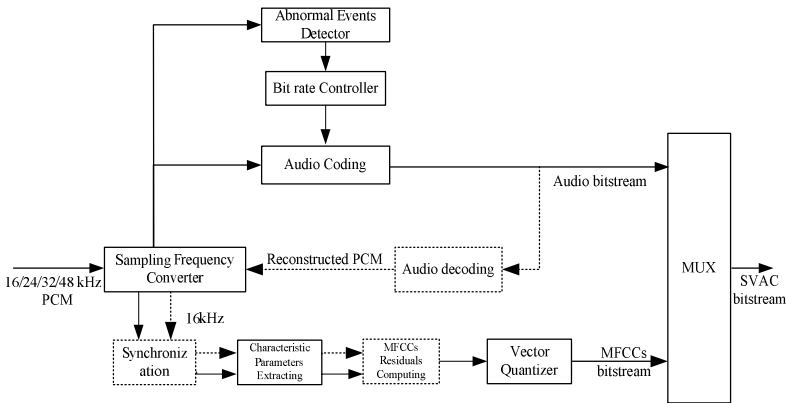 Abnormal Events
Detector
Bit rate Controller
Audio Coding
Audio bitstream
Sampling Frequency
Converter
Reconstructed PCM
Audio decoding
16/24/32/48 kHz
PCM
MUX
SVAC
bitstream
16kHz
Synchroniz
ation
Characteristic
Parameters
Extracting
MFCCs
Residuals
Computing
Vector
Quantizer
MFCCs
bitstream